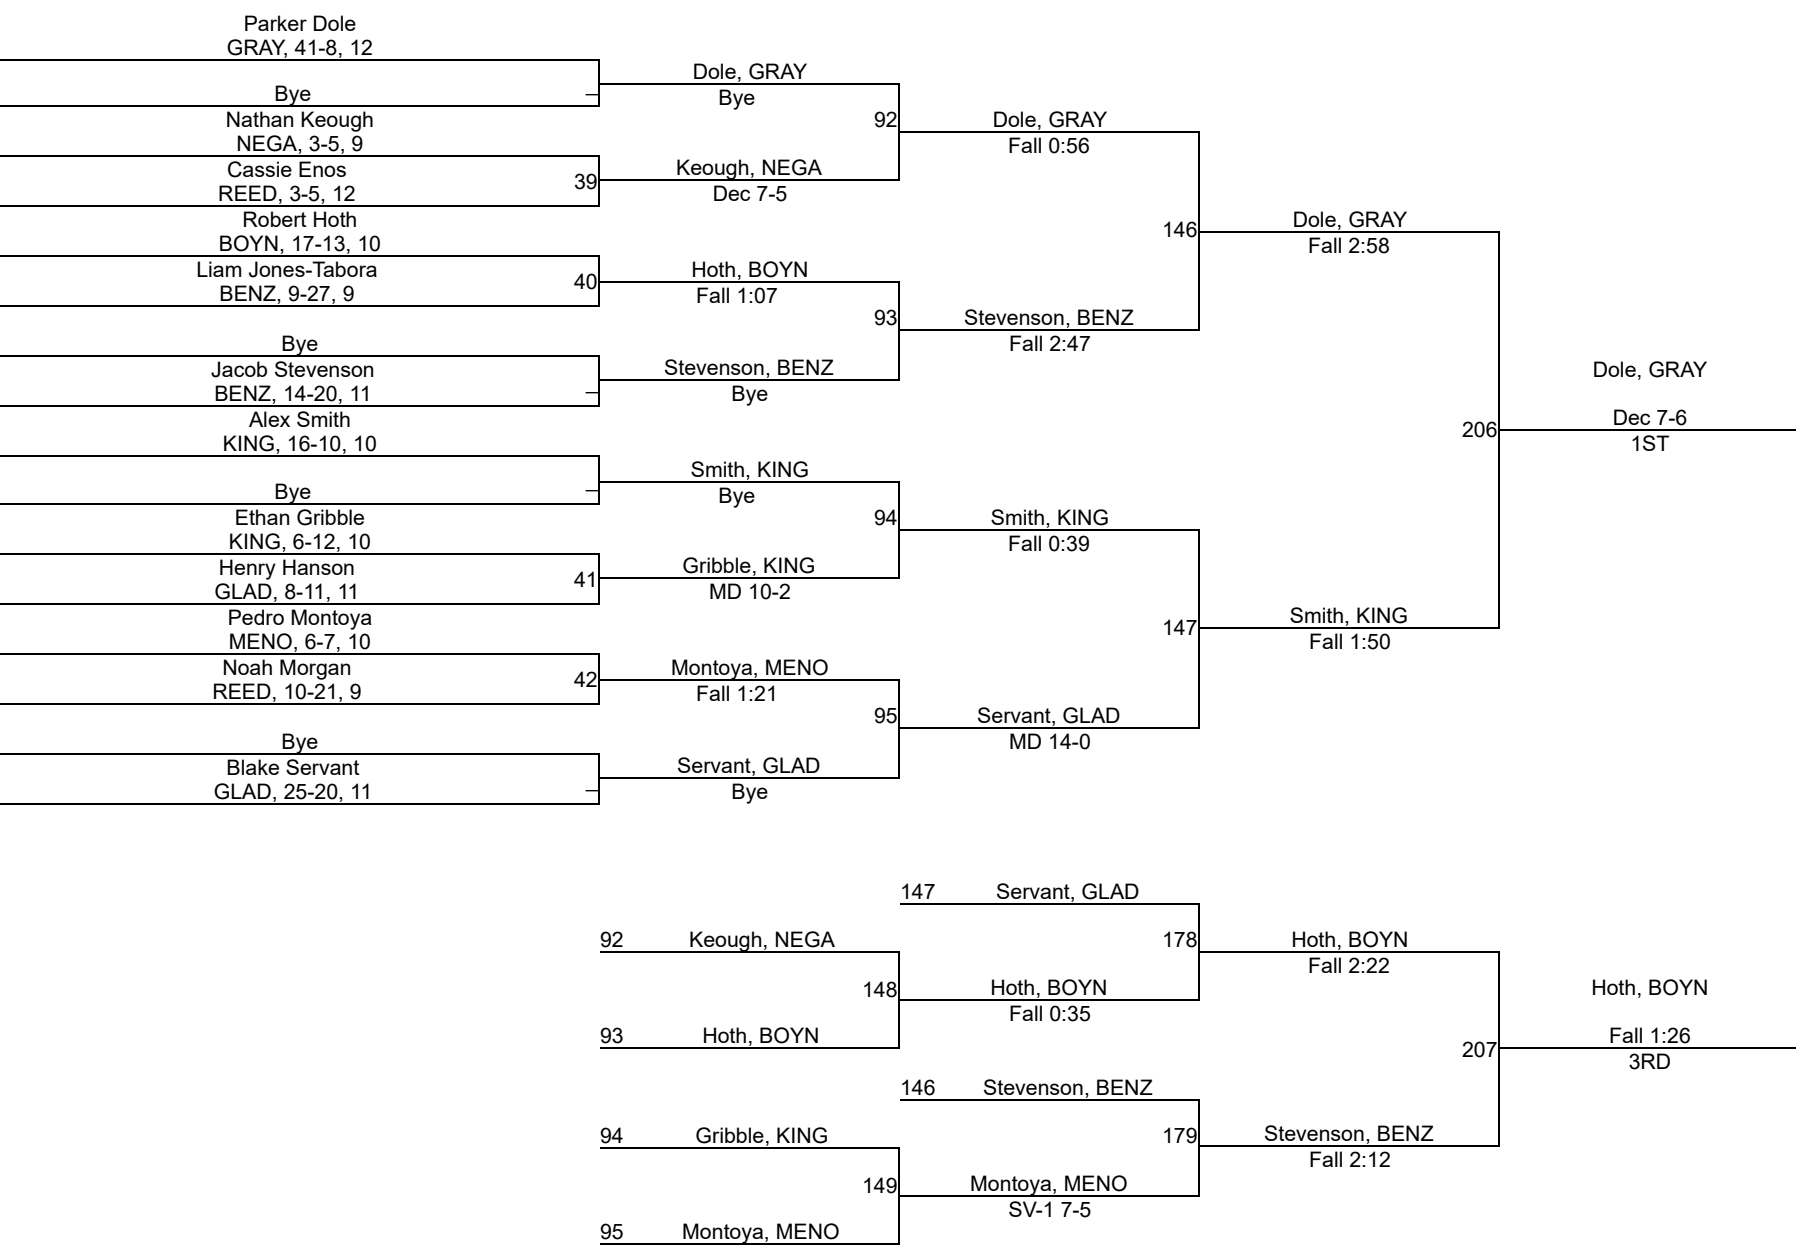 Parker Dole
GRAY, 41-8, 12
Bye
–
Nathan Keough
NEGA, 3-5, 9
Cassie Enos
REED, 3-5, 12
39
Robert Hoth
BOYN, 17-13, 10
Liam Jones-Tabora
BENZ, 9-27, 9
40
Bye
Jacob Stevenson
BENZ, 14-20, 11
–
Alex Smith
KING, 16-10, 10
Bye
–
Ethan Gribble
KING, 6-12, 10
Henry Hanson
GLAD, 8-11, 11
41
Pedro Montoya
MENO, 6-7, 10
Noah Morgan
REED, 10-21, 9
42
Bye
Blake Servant
GLAD, 25-20, 11
–
Dole, GRAY
Bye
92
Keough, NEGA
Dec 7-5
Hoth, BOYN
Fall 1:07
93
Stevenson, BENZ
Bye
Smith, KING
Bye
94
Gribble, KING
MD 10-2
Montoya, MENO
Fall 1:21
95
Servant, GLAD
Bye
Dole, GRAY
Fall 0:56
146
Stevenson, BENZ
Fall 2:47
Smith, KING
Fall 0:39
147
Servant, GLAD
MD 14-0
Dole, GRAY
Fall 2:58
206
Smith, KING
Fall 1:50
Dole, GRAY
Dec 7-6
1ST
92 Keough, NEGA
148
93 Hoth, BOYN
94 Gribble, KING
149
95 Montoya, MENO
147 Servant, GLAD
178
Hoth, BOYN
Fall 0:35
146 Stevenson, BENZ
179
Montoya, MENO
SV-1 7-5
Hoth, BOYN
Fall 2:22
207
Stevenson, BENZ
Fall 2:12
Hoth, BOYN
Fall 1:26
3RD